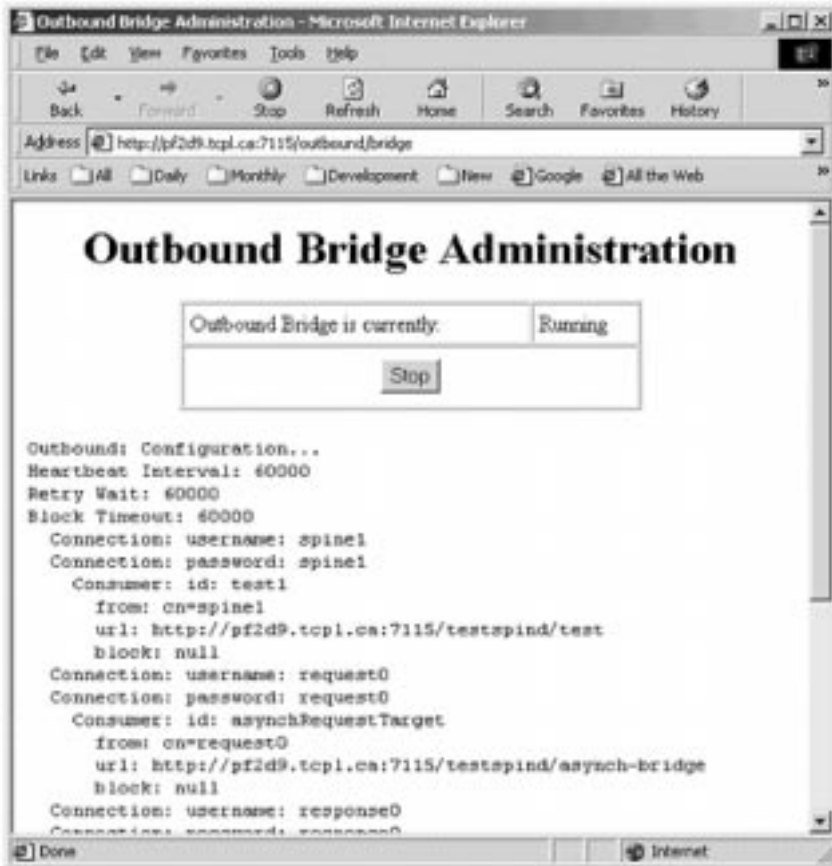 Outbound Bridge Administration - Microsoft Internet Explorer
File Edit View Favorites Tools Help
Back Forward Stop Refresh Home Search Favorites History
Address http://pf2d9.tcpl.ca:7115/outbound/bridge
Links All Daily Monthly Development New Google All the Web
Outbound Bridge Administration
Outbound Bridge is currently: Running
Stop
Outbound: Configuration...
Heartbeat Interval: 60000
Retry Wait: 60000
Block Timeout: 60000
Connection: username: spine1
Connection: password: spine1
Consumer: id: test1
from: cn=spine1
url: http://pf2d9.tcpl.ca:7115/testspind/test
block: null
Connection: username: request0
Connection: password: request0
Consumer: id: asynchRequestTarget
from: cn=request0
url: http://pf2d9.tcpl.ca:7115/testspind/asynch-bridge
block: null
Connection: username: response0
Connection: password: response0
Done Internet